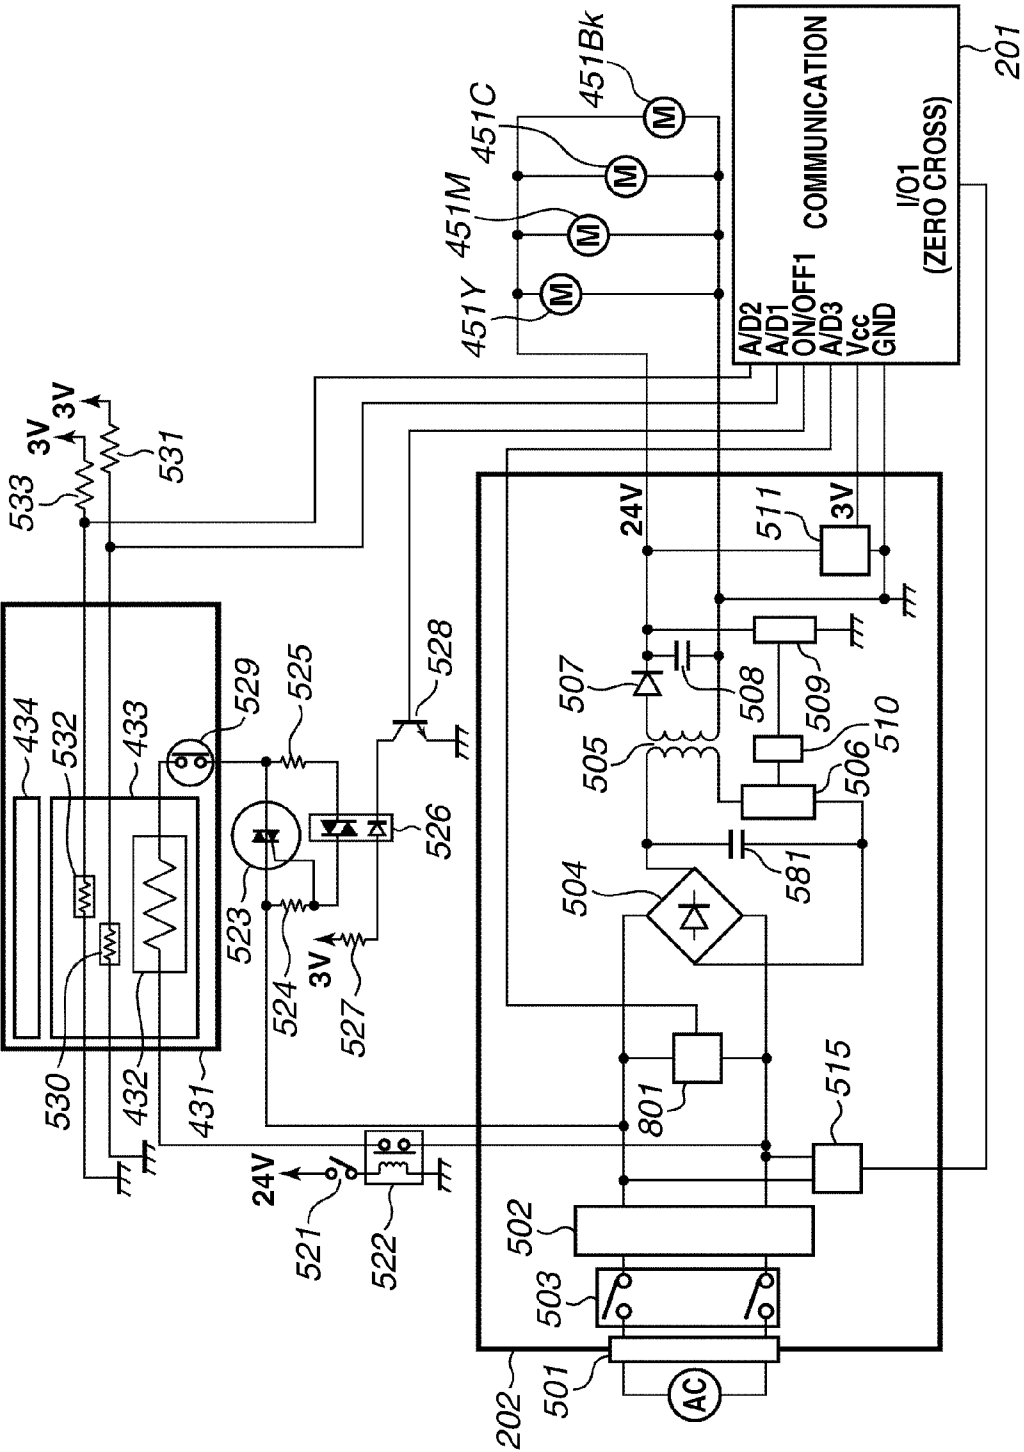 434
532
433
529
533
3V
3V
531
530
432
431
523
524
525
526
527
3V
528
24V
521
522
451Y
451M
451C
451Bk
M
M
M
M
A/D2
A/D1
ON/OFF1
A/D3
Vcc
GND
COMMUNICATION
I/O1
(ZERO CROSS)
201
24V
3V
511
507
508
509
510
505
506
581
504
801
515
502
503
501
202
AC